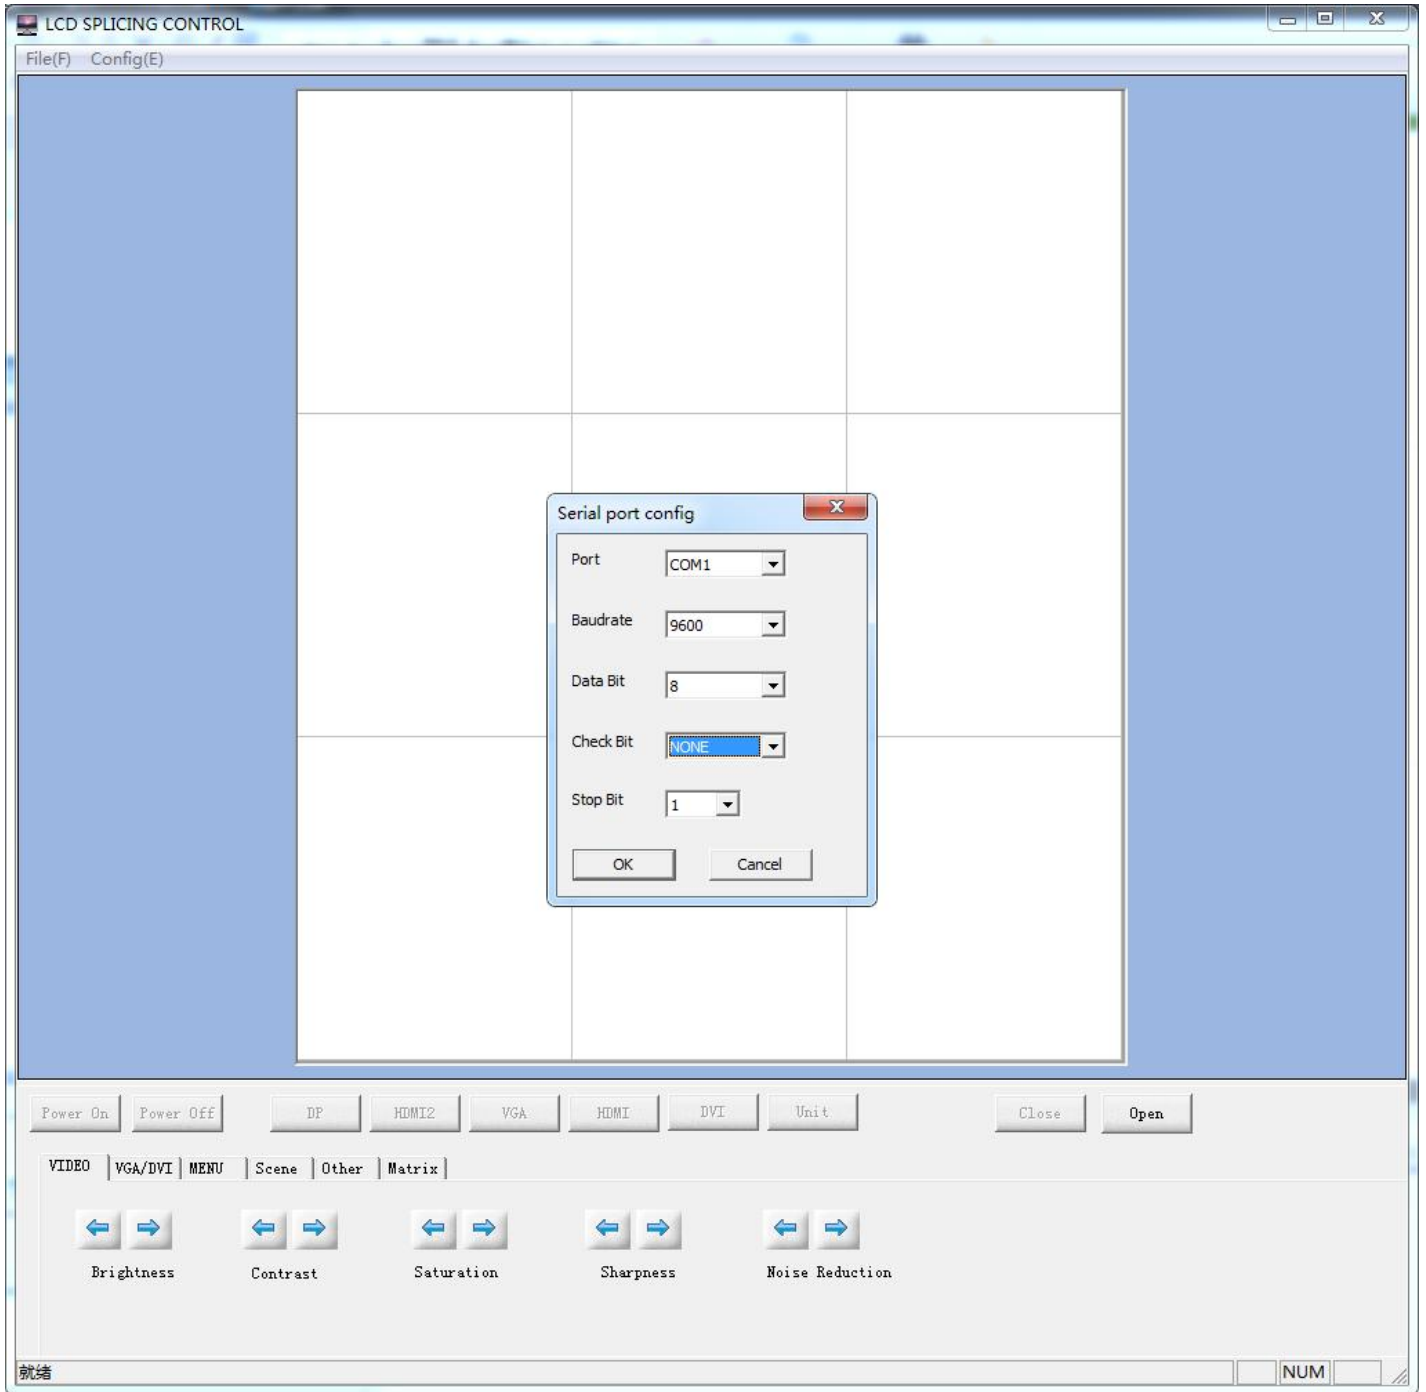 LCD SPLICING CONTROL
File(F) Config(E)
Serial port config
Port COM1
Baudrate 9600
Data Bit 8
Check Bit NONE
Stop Bit 1
OK Cancel
Power On Power Off DP HDMI2 VGA HDMI DVI Unit Close Open
VIDEO VGA/DVI MENU Scene Other Matrix
Brightness Contrast Saturation Sharpness Noise Reduction
就绪 NUM